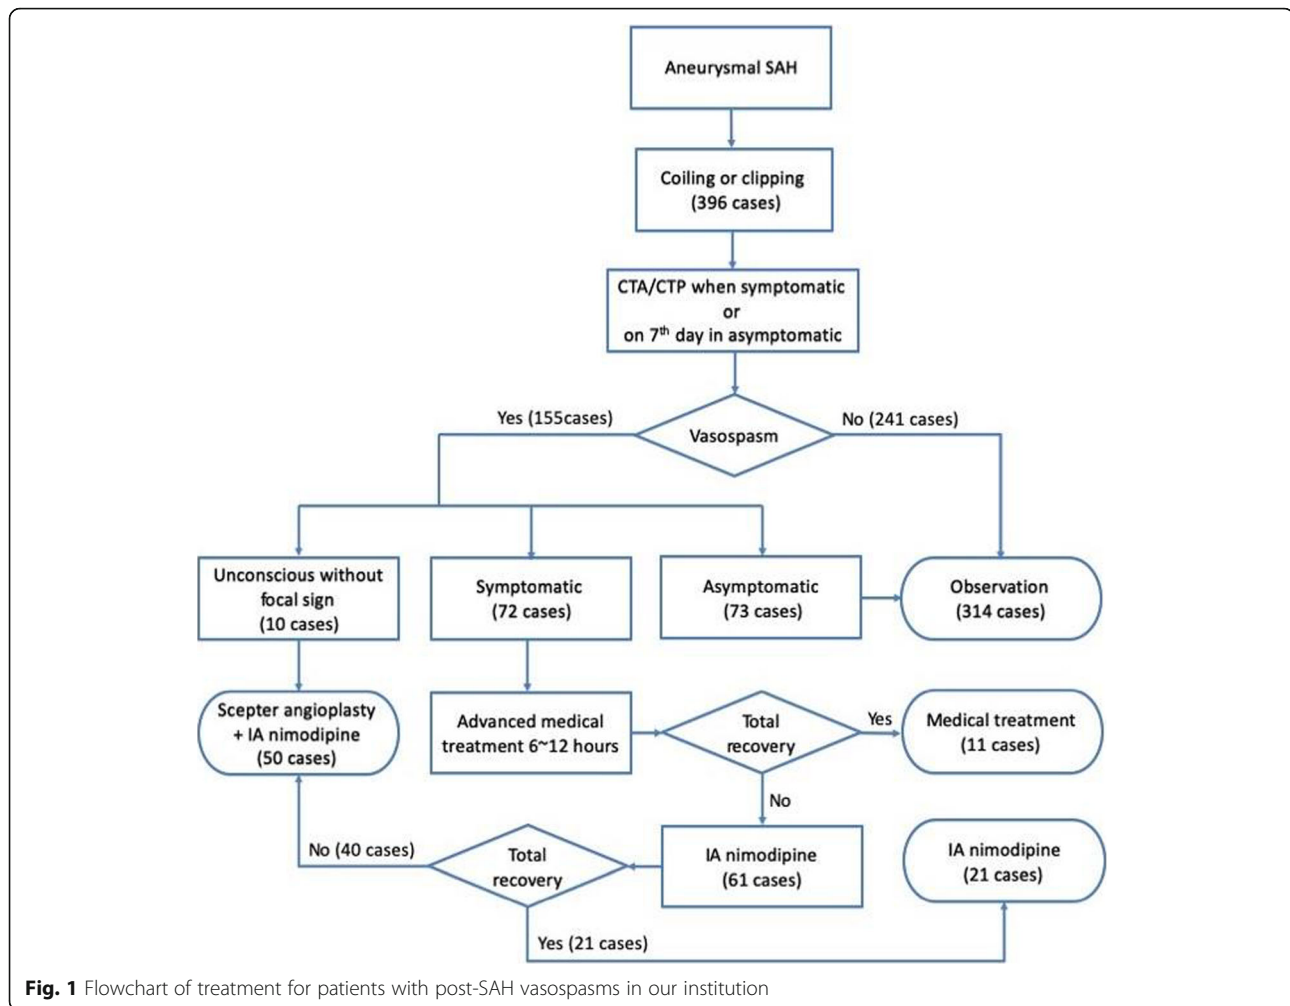 Aneurysmal SAH
Coiling or clipping
(396 cases)
CTA/CTP when symptomatic
or
on 7th day in asymptomatic
Vasospasm
Yes (155cases)
No (241 cases)
Unconscious without
focal sign
(10 cases)
Symptomatic
(72 cases)
Asymptomatic
(73 cases)
Observation
(314 cases)
Scepter angioplasty
+ IA nimodipine
(50 cases)
Advanced medical
treatment 6~12 hours
Total
recovery
Yes
Medical treatment
(11 cases)
No
No (40 cases)
Total
recovery
IA nimodipine
(61 cases)
IA nimodipine
(21 cases)
Yes (21 cases)
Fig. 1 Flowchart of treatment for patients with post-SAH vasospasms in our institution